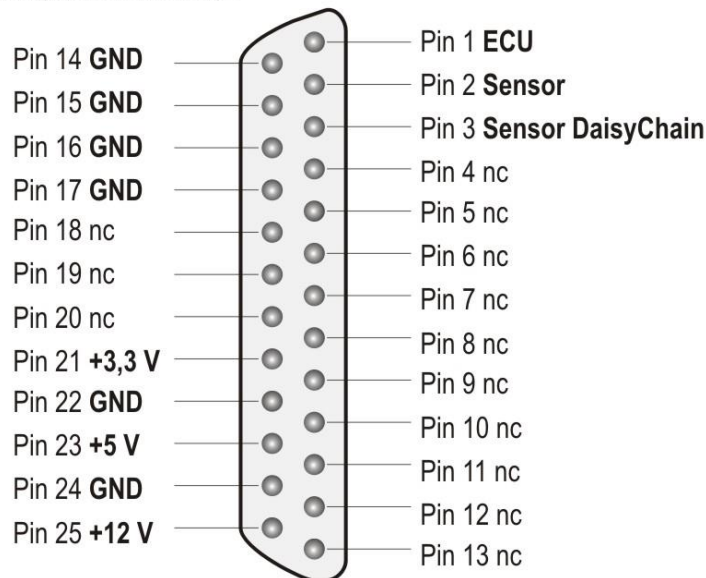 Pin 14 GND
Pin 15 GND
Pin 16 GND
Pin 17 GND
Pin 18 nc
Pin 19 nc
Pin 20 nc
Pin 21 +3,3 V
Pin 22 GND
Pin 23 +5 V
Pin 24 GND
Pin 25 +12 V
Pin 1 ECU
Pin 2 Sensor
Pin 3 Sensor DaisyChain
Pin 4 nc
Pin 5 nc
Pin 6 nc
Pin 7 nc
Pin 8 nc
Pin 9 nc
Pin 10 nc
Pin 11 nc
Pin 12 nc
Pin 13 nc